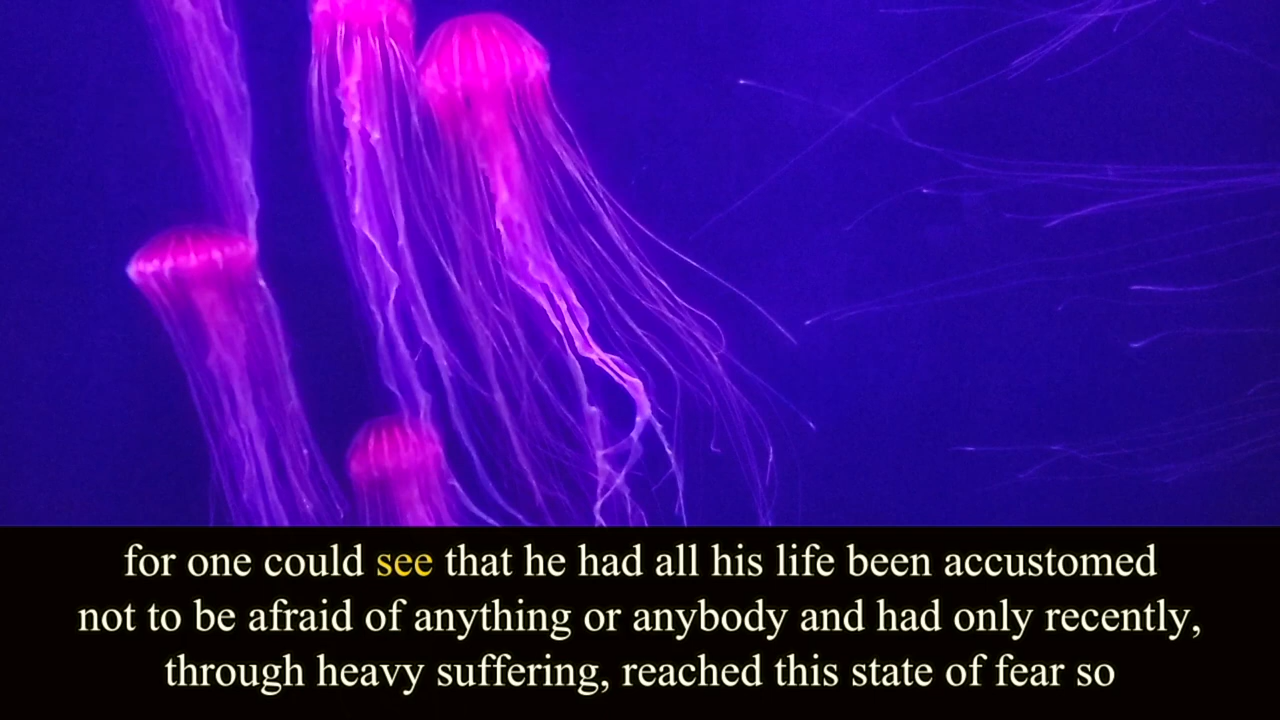 for one could see that he had all his life been accustomed
not to be afraid of anything or anybody and had only recently,
through heavy suffering, reached this state of fear so